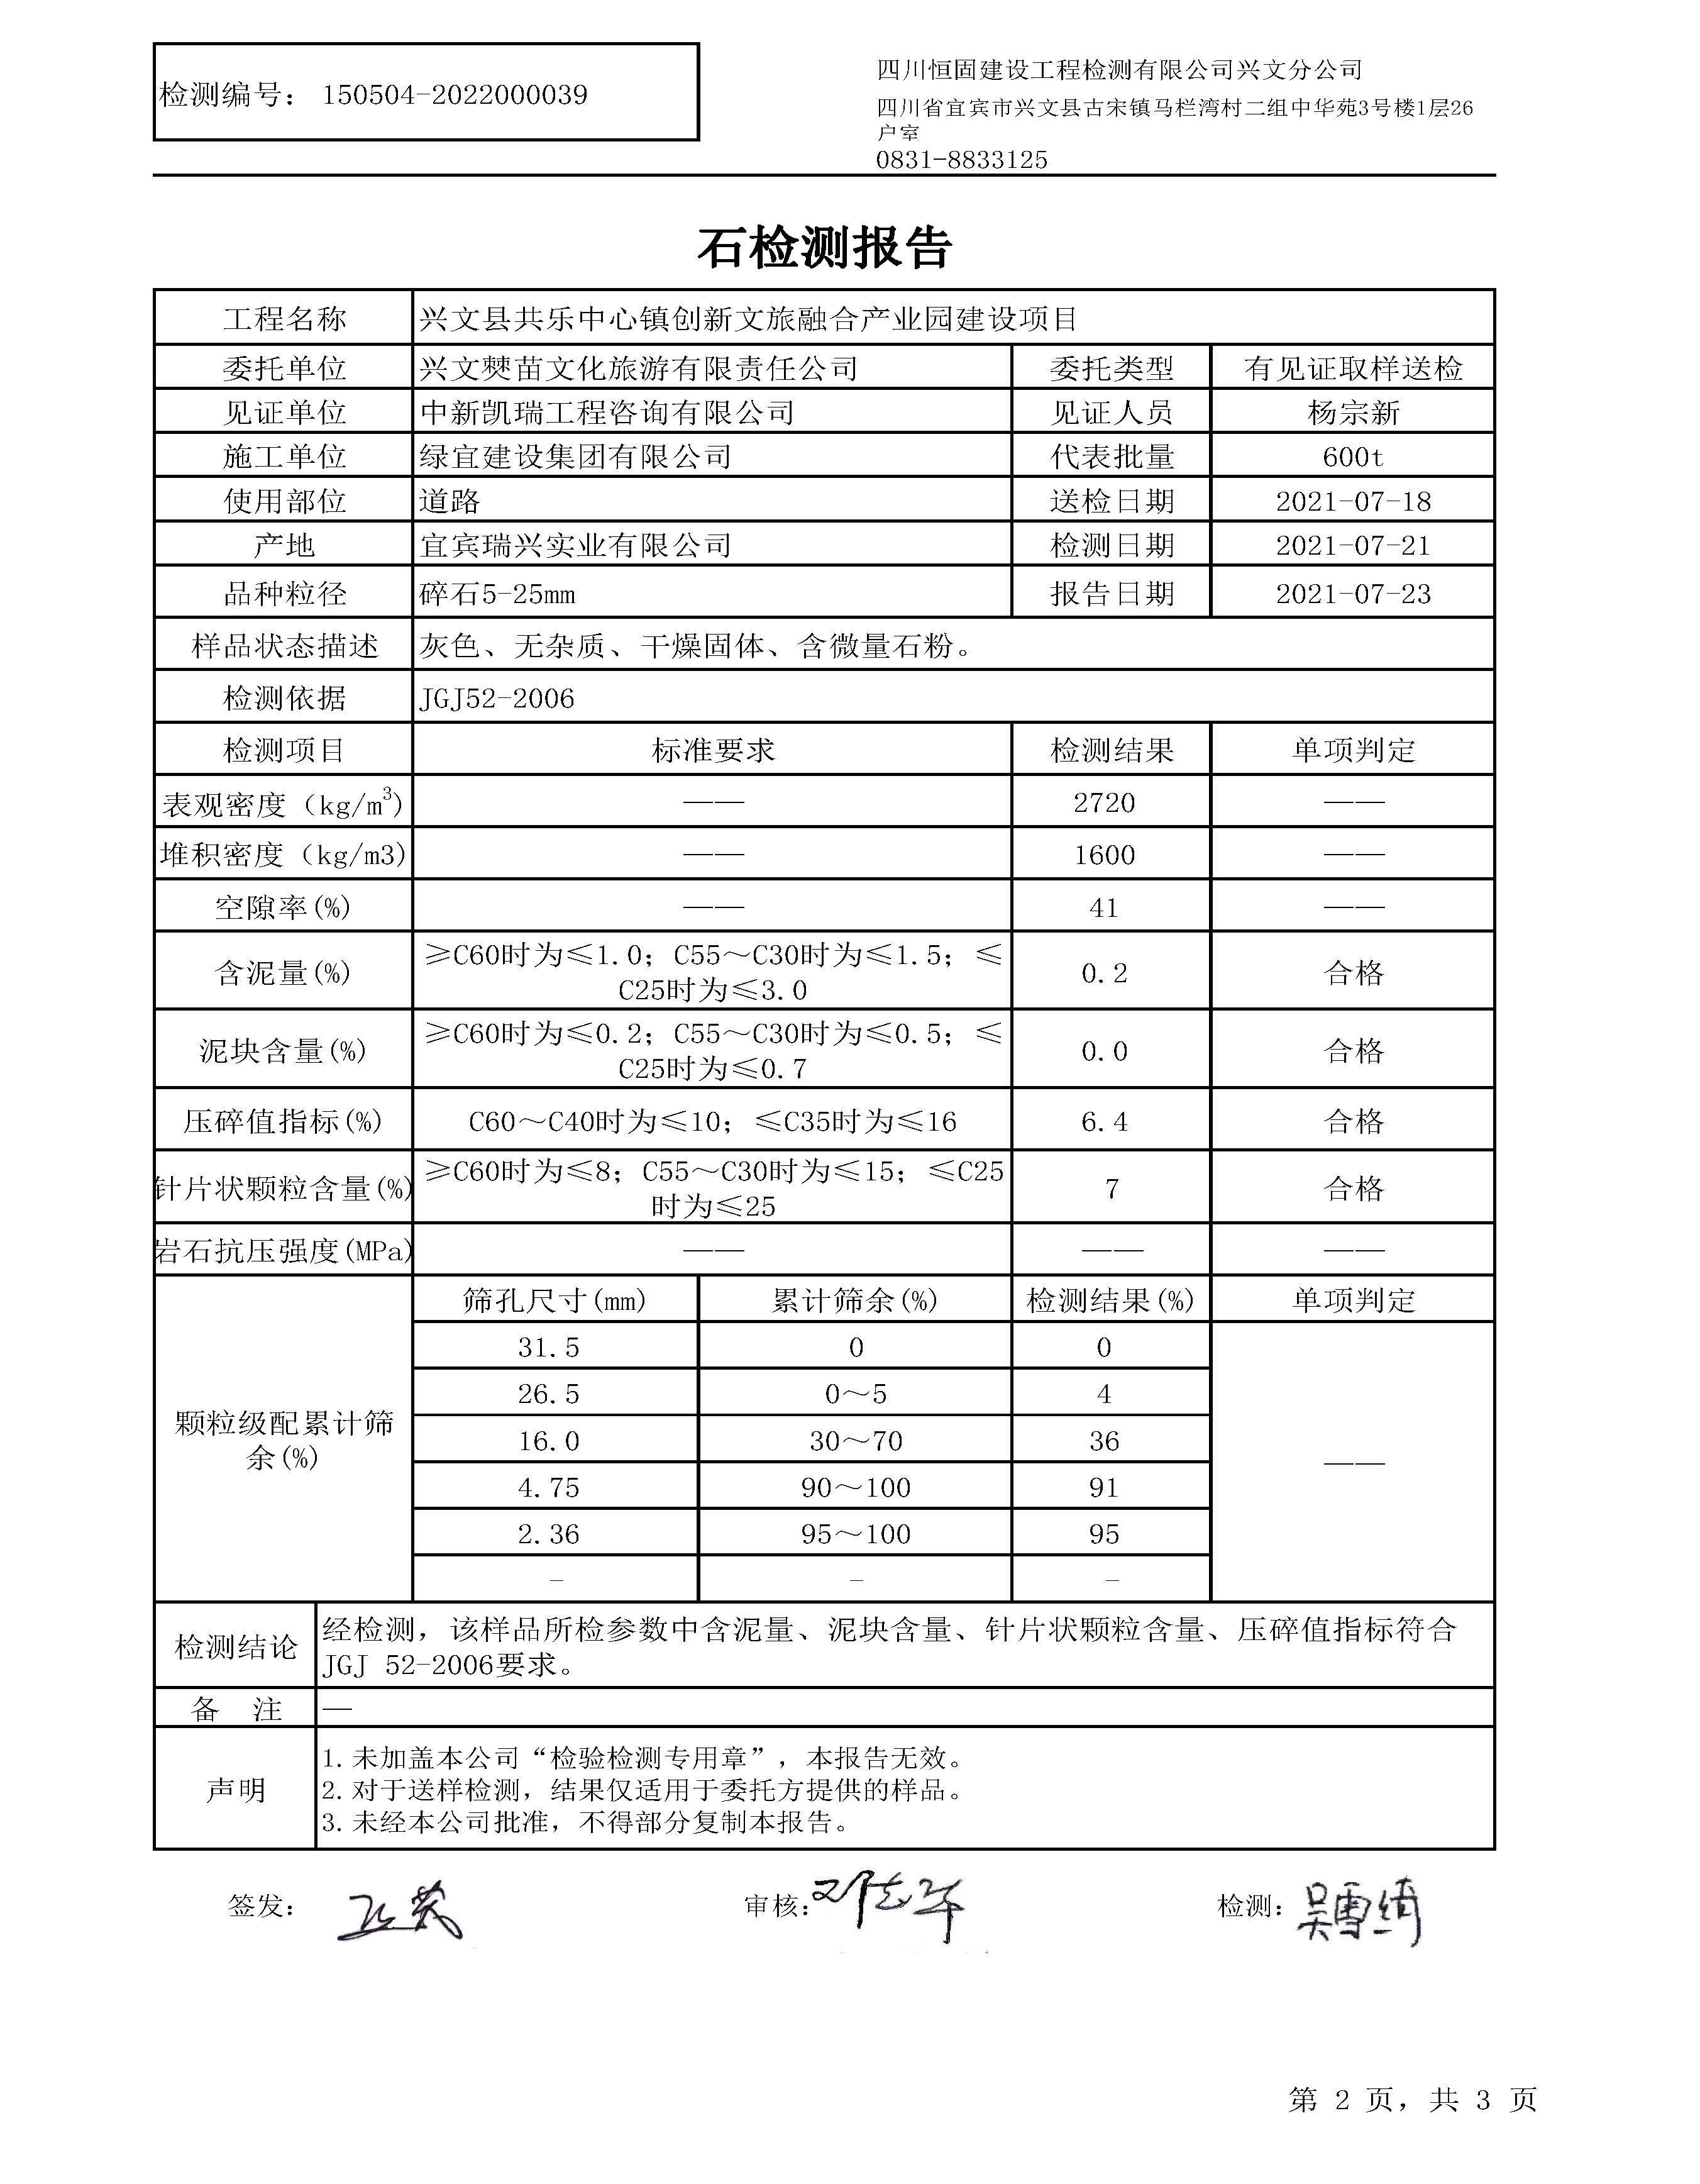 检测编号： 150504-2022000039
四川恒固建设工程检测有限公司兴文分公司
四川省宜宾市兴文县古宋镇马栏湾村二组中华苑3号楼1层26
户室
0831-8833125
石检测报告
工程名称 兴文县共乐中心镇创新文旅融合产业园建设项目
委托单位 兴文僰苗文化旅游有限责任公司 委托类型 有见证取样送检
见证单位 中新凯瑞工程咨询有限公司 见证人员 杨宗新
施工单位 绿宜建设集团有限公司 代表批量 600t
使用部位 道路 送检日期 2021-07-18
产地 宜宾瑞兴实业有限公司 检测日期 2021-07-21
品种粒径 碎石5-25mm 报告日期 2021-07-23
样品状态描述 灰色、无杂质、干燥固体、含微量石粉。
检测依据 JGJ52-2006
检测项目 标准要求 检测结果 单项判定
表观密度（kg/m³) —— 2720 ——
堆积密度（kg/m3) —— 1600 ——
空隙率(%) —— 41 ——
含泥量(%) ≥C60时为≤1.0；C55～C30时为≤1.5；≤
C25时为≤3.0 0.2 合格
泥块含量(%) ≥C60时为≤0.2；C55～C30时为≤0.5；≤
C25时为≤0.7 0.0 合格
压碎值指标(%) C60～C40时为≤10；≤C35时为≤16 6.4 合格
针片状颗粒含量(%) ≥C60时为≤8；C55～C30时为≤15；≤C25
时为≤25 7 合格
岩石抗压强度(MPa) —— —— ——
颗粒级配累计筛
余(%)
筛孔尺寸(mm) 累计筛余(%) 检测结果(%) 单项判定
31.5 0 0
26.5 0～5 4
16.0 30～70 36
4.75 90～100 91
2.36 95～100 95
– – –
——
检测结论 经检测，该样品所检参数中含泥量、泥块含量、针片状颗粒含量、压碎值指标符合
JGJ 52-2006要求。
备 注 —
声明
1.未加盖本公司“检验检测专用章”，本报告无效。
2.对于送样检测，结果仅适用于委托方提供的样品。
3.未经本公司批准，不得部分复制本报告。
签发： 审核： 检测：吴雪绮
第 2 页，共 3 页